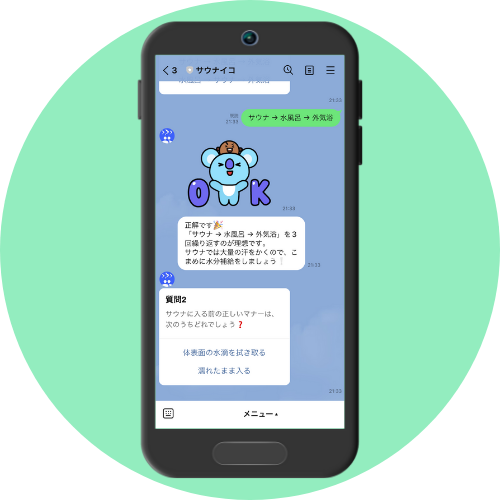 3 サウナイコ
21:33
既読
21:33
サウナ → 水風呂 → 外気浴
OK
21:33
正解です🎉
「サウナ → 水風呂 → 外気浴」を3
回繰り返すのが理想です。
サウナでは大量の汗をかくので、こ
まめに水分補給をしましょう❕
21:33
質問2
サウナに入る前の正しいマナーは、
次のうちどれでしょう❓
体表面の水滴を拭き取る
濡れたまま入る
21:33
メニュー ▴